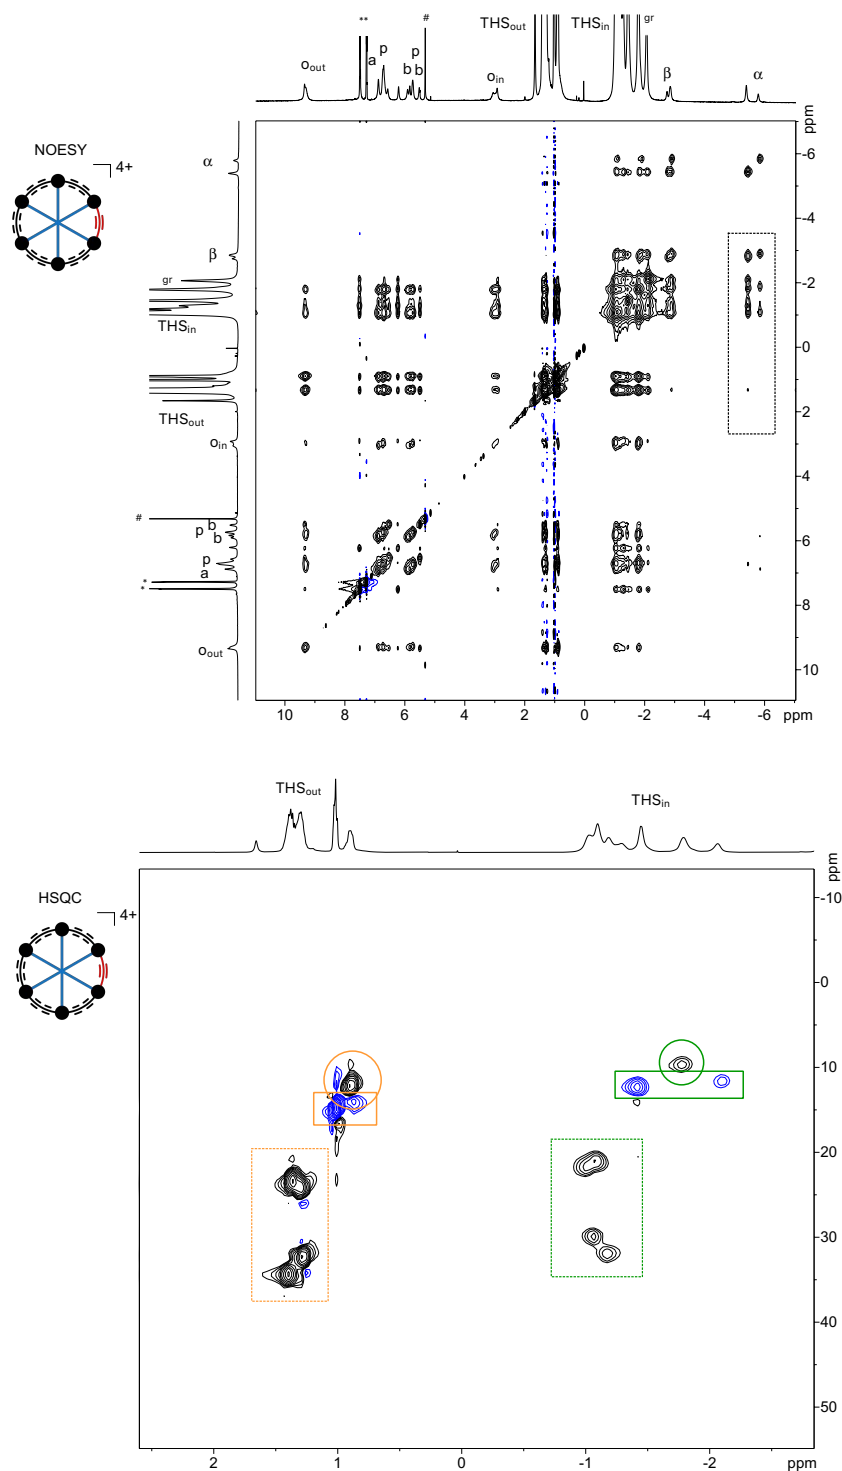 o_out
**
a
p
b
p
b
#
o_in
THS_out
THS_in
gr
β
α
NOESY
4+
α
β
gr
THS_in
THS_out
o_in
#
b
p
b
p
a
*
*
o_out
ppm
-6
-4
-2
0
2
4
6
8
10
10 8 6 4 2 0 -2 -4 -6 ppm
THS_out
THS_in
HSQC
4+
ppm
-10
0
10
20
30
40
50
2 1 0 -1 -2 ppm